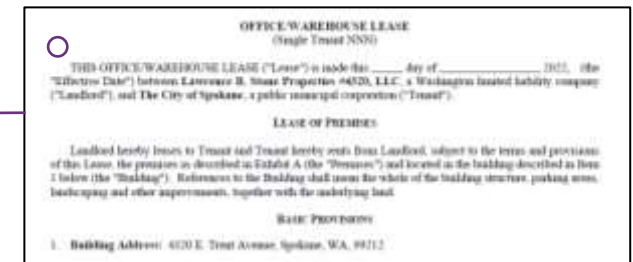 OFFICE/WAREHOUSE LEASE
(Single Tenant NNN)
THIS OFFICE/WAREHOUSE LEASE ("Lease") is made this _____ day of _______________ 2022, (the
"Effective Date") between Lawrence B. Stone Properties #4320, LLC, a Washington limited liability company
("Landlord"), and The City of Spokane, a public municipal corporation ("Tenant").
LEASE OF PREMISES
Landlord hereby leases to Tenant and Tenant hereby rents from Landlord, subject to the terms and provisions
of this Lease, the premises as described in Exhibit A (the "Premises") and located in the building described in Item
1 below (the "Building"). References to the Building shall mean the whole of the building structure, parking areas,
landscaping and other improvements, together with the underlying land.
BASIC PROVISIONS
1. Building Address: 4320 E. Trent Avenue, Spokane, WA, 99212